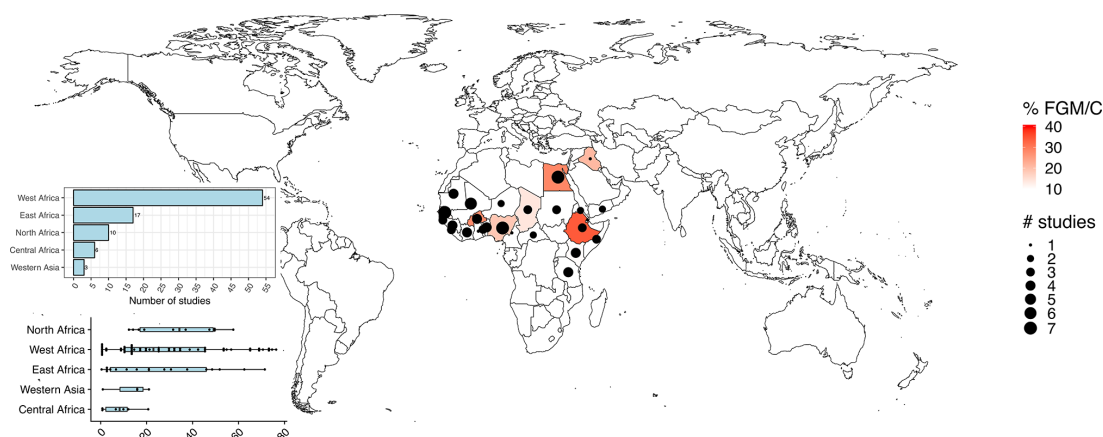 % FGM/C
40
30
20
10
# studies
1
2
3
4
5
6
7
West Africa 54
East Africa 17
North Africa 10
Central Africa 6
Western Asia 3
0 5 10 15 20 25 30 35 40 45 50 55
Number of studies
North Africa
West Africa
East Africa
Western Asia
Central Africa
0 20 40 60 80